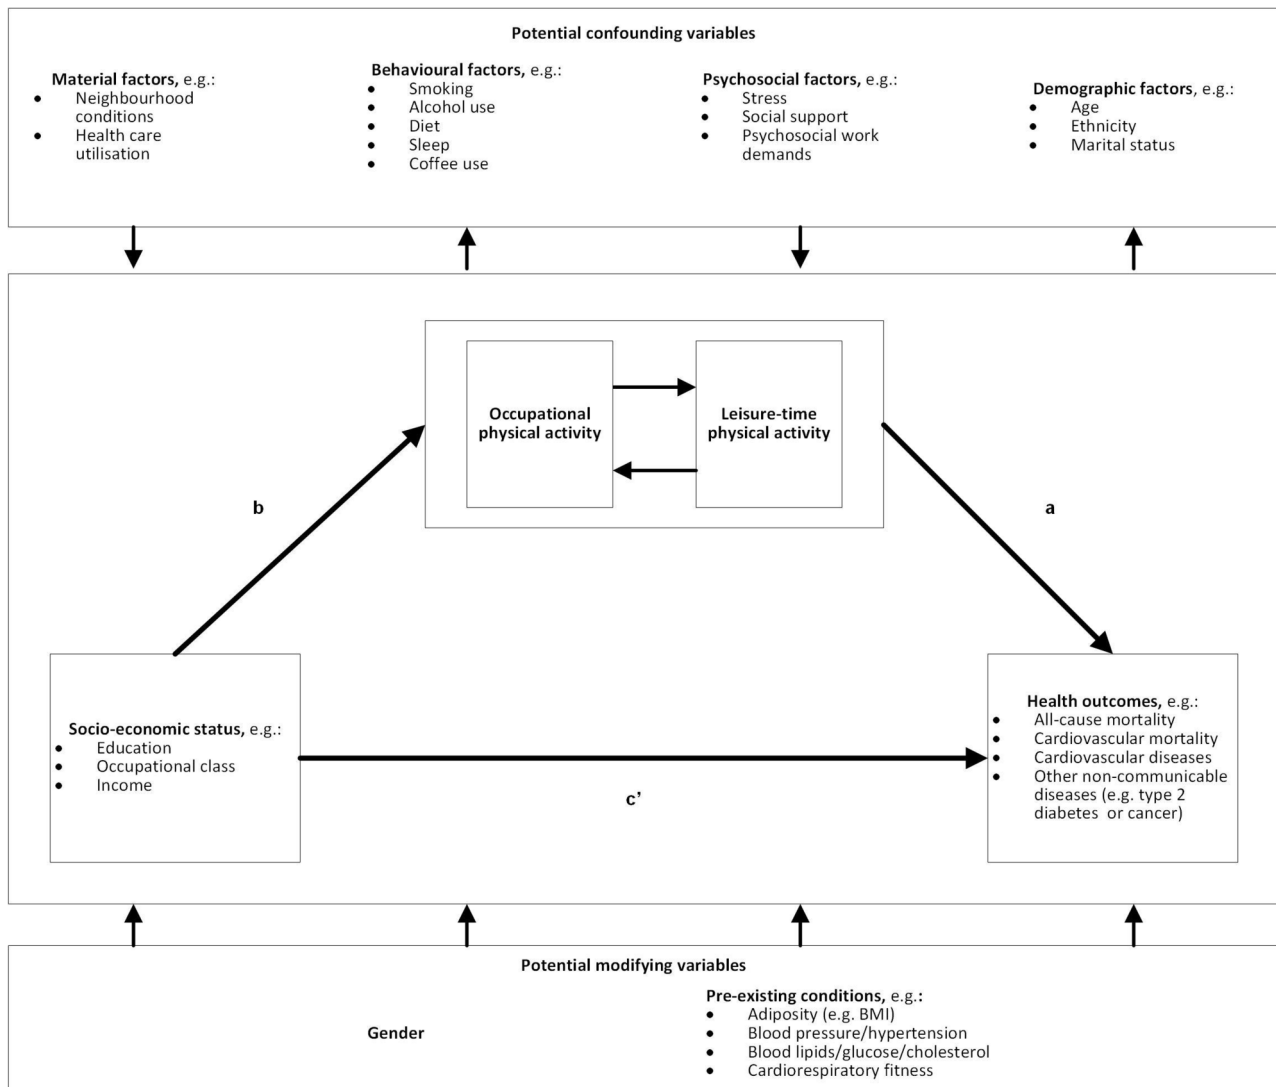 Potential confounding variables
Material factors, e.g.:
• Neighbourhood
conditions
• Health care
utilisation
Behavioural factors, e.g.:
• Smoking
• Alcohol use
• Diet
• Sleep
• Coffee use
Psychosocial factors, e.g.:
• Stress
• Social support
• Psychosocial work
demands
Demographic factors, e.g.:
• Age
• Ethnicity
• Marital status
Occupational
physical activity
Leisure-time
physical activity
b
a
Socio-economic status, e.g.:
• Education
• Occupational class
• Income
c’
Health outcomes, e.g.:
• All-cause mortality
• Cardiovascular mortality
• Cardiovascular diseases
• Other non-communicable
diseases (e.g. type 2
diabetes or cancer)
Potential modifying variables
Gender
Pre-existing conditions, e.g.:
• Adiposity (e.g. BMI)
• Blood pressure/hypertension
• Blood lipids/glucose/cholesterol
• Cardiorespiratory fitness